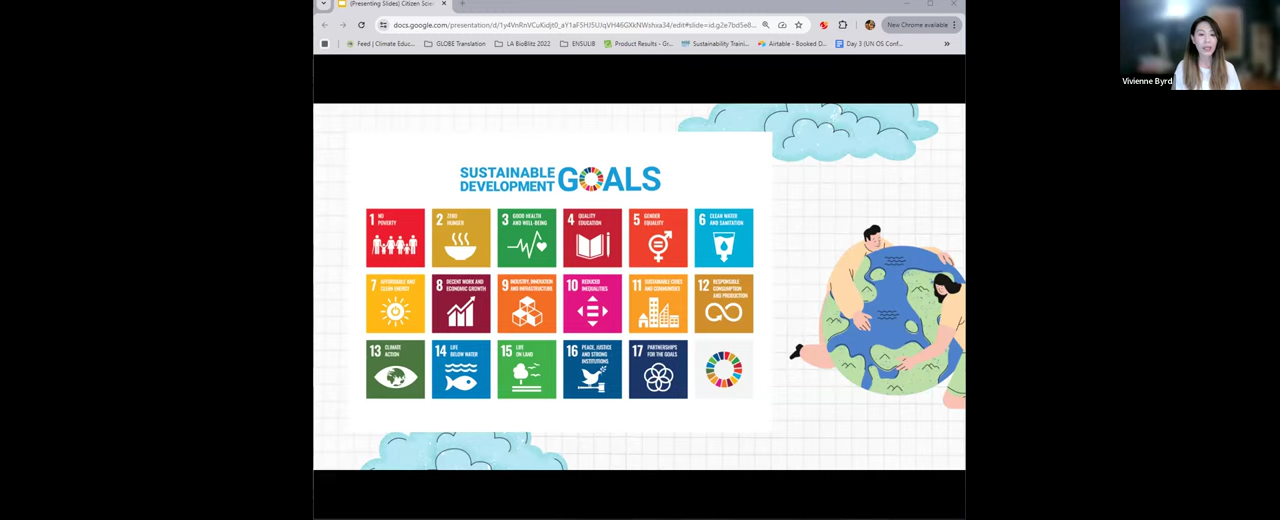 (Presenting Slides) Citizen Scie
docs.google.com/presentation/d/
New Chrome available
Feed | Climate Educ...
GLOBE Translation
LA BioBlitz 2022
ENSULIB
Product Results - Gr...
Sustainability Traini...
Airtable - Booked D...
Day 3 (UN OS Conf...
Vivienne Byrd
SUSTAINABLE
DEVELOPMENT
GOALS
1 NO
POVERTY
2 ZERO
HUNGER
3 GOOD HEALTH
AND WELL-BEING
4 QUALITY
EDUCATION
5 GENDER
EQUALITY
6 CLEAN WATER
AND SANITATION
7 AFFORDABLE AND
CLEAN ENERGY
8 DECENT WORK AND
ECONOMIC GROWTH
9 INDUSTRY, INNOVATION
AND INFRASTRUCTURE
10 REDUCED
INEQUALITIES
11 SUSTAINABLE CITIES
AND COMMUNITIES
12 RESPONSIBLE
CONSUMPTION
AND PRODUCTION
13 CLIMATE
ACTION
14 LIFE
BELOW WATER
15 LIFE
ON LAND
16 PEACE, JUSTICE
AND STRONG
INSTITUTIONS
17 PARTNERSHIPS
FOR THE GOALS